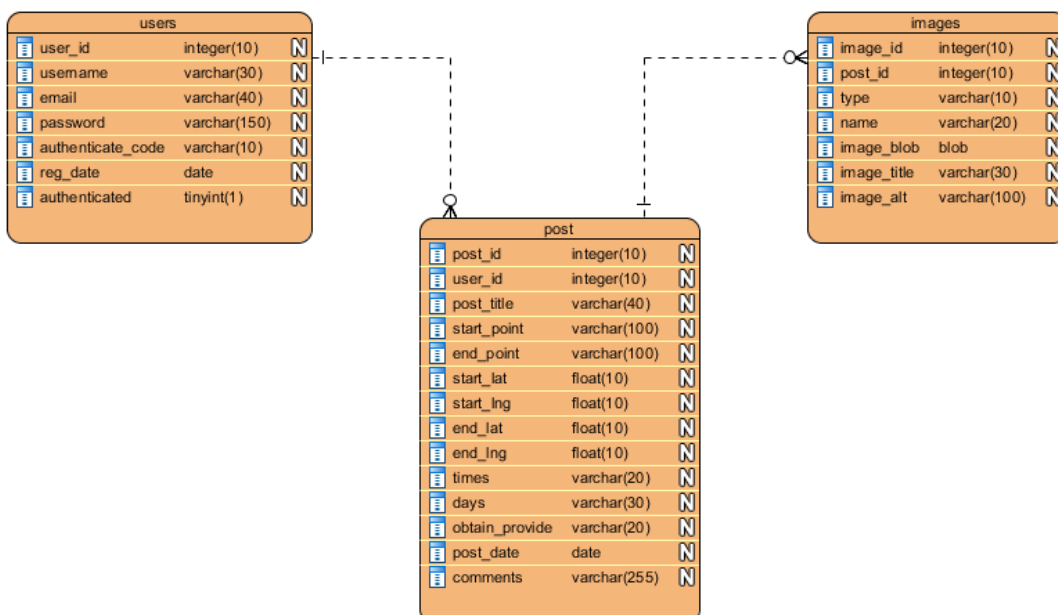 users
user_id integer(10) N
username varchar(30) N
email varchar(40) N
password varchar(150) N
authenticate_code varchar(10) N
reg_date date N
authenticated tinyint(1) N
images
image_id integer(10) N
post_id integer(10) N
type varchar(10) N
name varchar(20) N
image_blob blob N
image_title varchar(30) N
image_alt varchar(100) N
post
post_id integer(10) N
user_id integer(10) N
post_title varchar(40) N
start_point varchar(100) N
end_point varchar(100) N
start_lat float(10) N
start_lng float(10) N
end_lat float(10) N
end_lng float(10) N
times varchar(20) N
days varchar(30) N
obtain_provide varchar(20) N
post_date date N
comments varchar(255) N